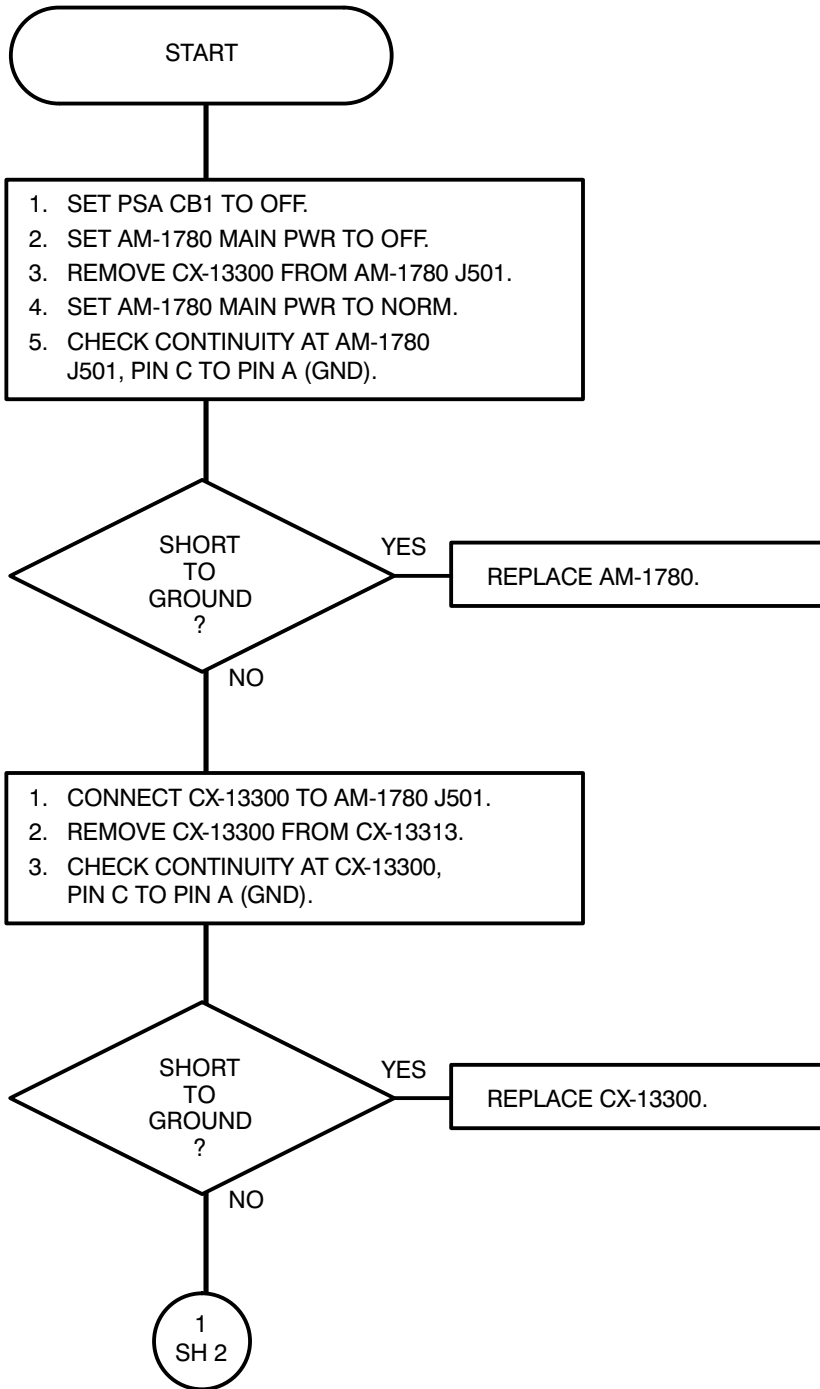 START
1. SET PSA CB1 TO OFF.
2. SET AM-1780 MAIN PWR TO OFF.
3. REMOVE CX-13300 FROM AM-1780 J501.
4. SET AM-1780 MAIN PWR TO NORM.
5. CHECK CONTINUITY AT AM-1780
J501, PIN C TO PIN A (GND).
SHORT
TO
GROUND
?
YES
REPLACE AM-1780.
NO
1. CONNECT CX-13300 TO AM-1780 J501.
2. REMOVE CX-13300 FROM CX-13313.
3. CHECK CONTINUITY AT CX-13300,
PIN C TO PIN A (GND).
SHORT
TO
GROUND
?
YES
REPLACE CX-13300.
NO
1
SH 2